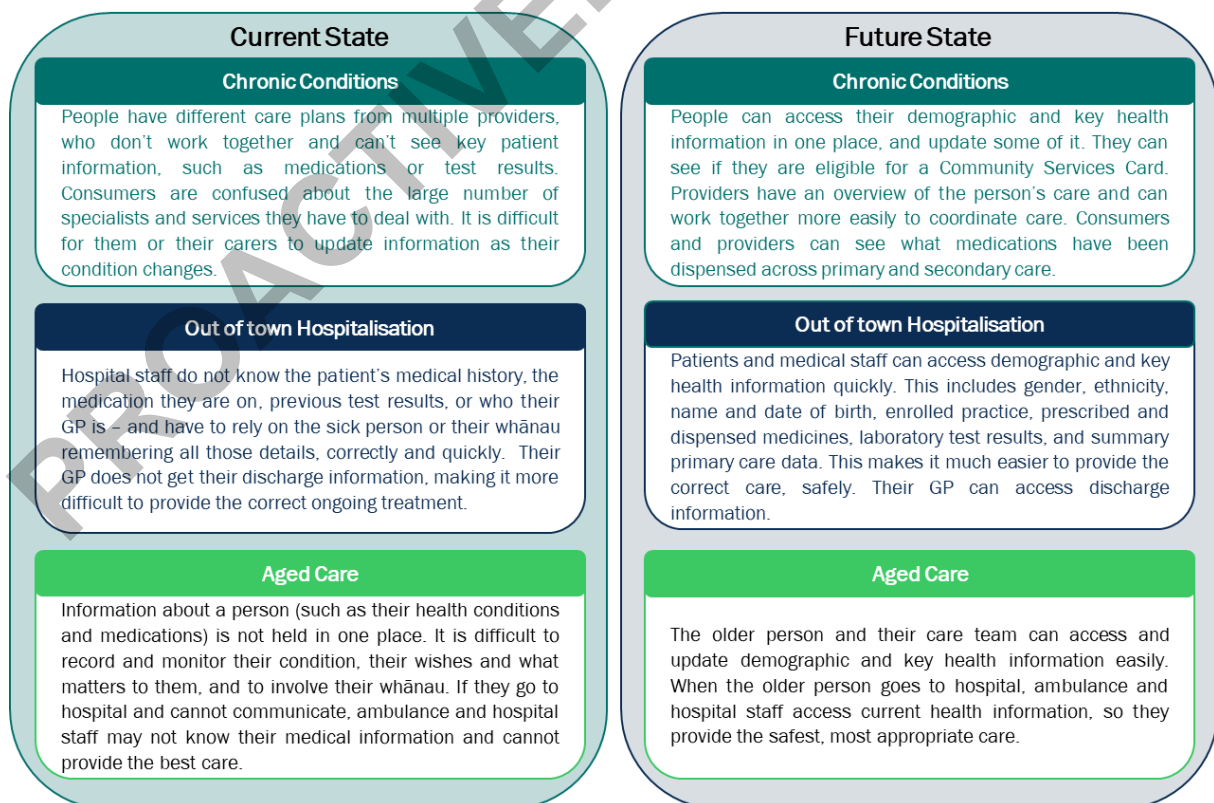 Current State
Chronic Conditions
People have different care plans from multiple providers,
who don't work together and can't see key patient
information, such as medications or test results.
Consumers are confused about the large number of
specialists and services they have to deal with. It is difficult
for them or their carers to update information as their
condition changes.
Out of town Hospitalisation
Hospital staff do not know the patient's medical history, the
medication they are on, previous test results, or who their
GP is – and have to rely on the sick person or their whānau
remembering all those details, correctly and quickly. Their
GP does not get their discharge information, making it more
difficult to provide the correct ongoing treatment.
Aged Care
Information about a person (such as their health conditions
and medications) is not held in one place. It is difficult to
record and monitor their condition, their wishes and what
matters to them, and to involve their whānau. If they go to
hospital and cannot communicate, ambulance and hospital
staff may not know their medical information and cannot
provide the best care.
Future State
Chronic Conditions
People can access their demographic and key health
information in one place, and update some of it. They can
see if they are eligible for a Community Services Card.
Providers have an overview of the person's care and can
work together more easily to coordinate care. Consumers
and providers can see what medications have been
dispensed across primary and secondary care.
Out of town Hospitalisation
Patients and medical staff can access demographic and key
health information quickly. This includes gender, ethnicity,
name and date of birth, enrolled practice, prescribed and
dispensed medicines, laboratory test results, and summary
primary care data. This makes it much easier to provide the
correct care, safely. Their GP can access discharge
information.
Aged Care
The older person and their care team can access and
update demographic and key health information easily.
When the older person goes to hospital, ambulance and
hospital staff access current health information, so they
provide the safest, most appropriate care.
PROACTIVE